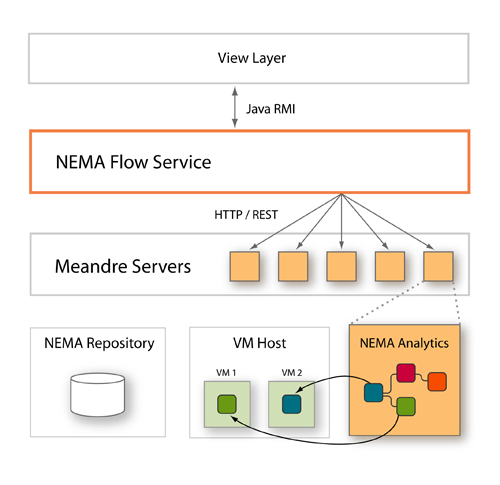 View Layer
Java RMI
NEMA Flow Service
HTTP / REST
Meandre Servers
NEMA Repository
VM Host
NEMA Analytics
VM 1
VM 2